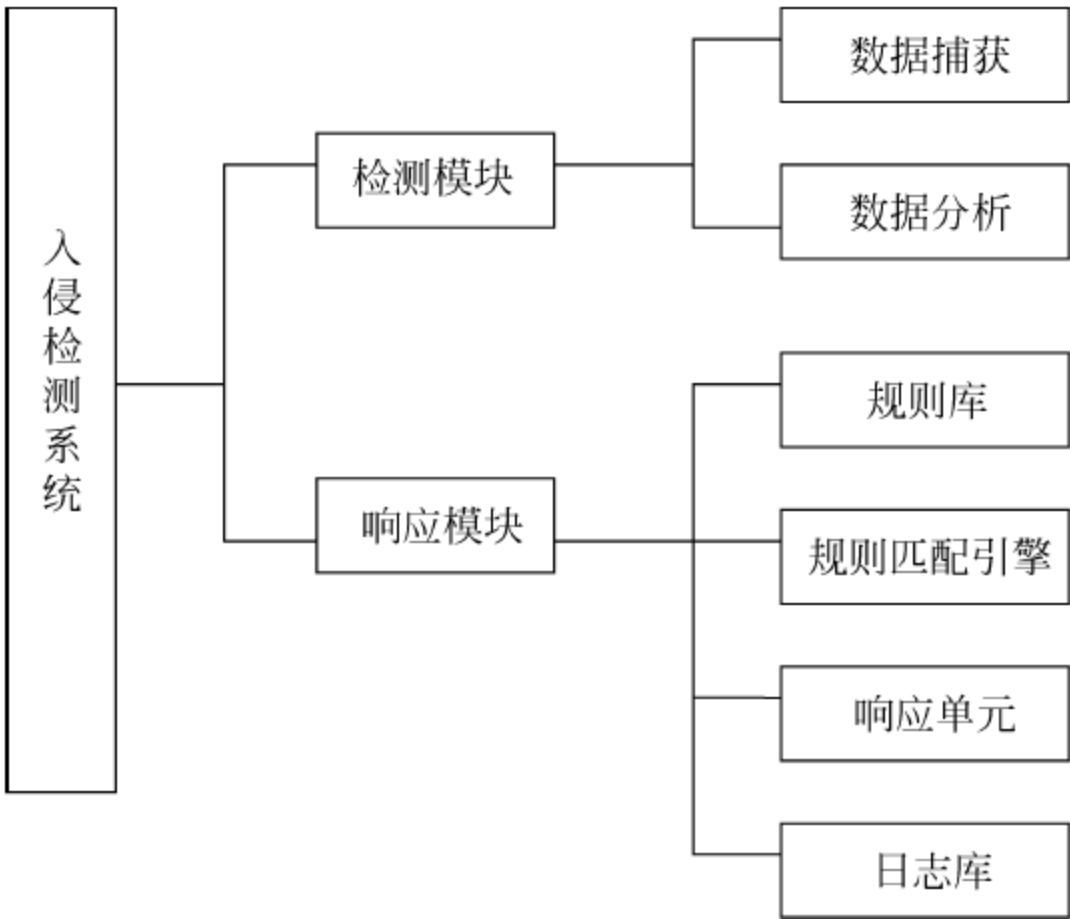 入侵检测系统
检测模块
数据捕获
数据分析
响应模块
规则库
规则匹配引擎
响应单元
日志库